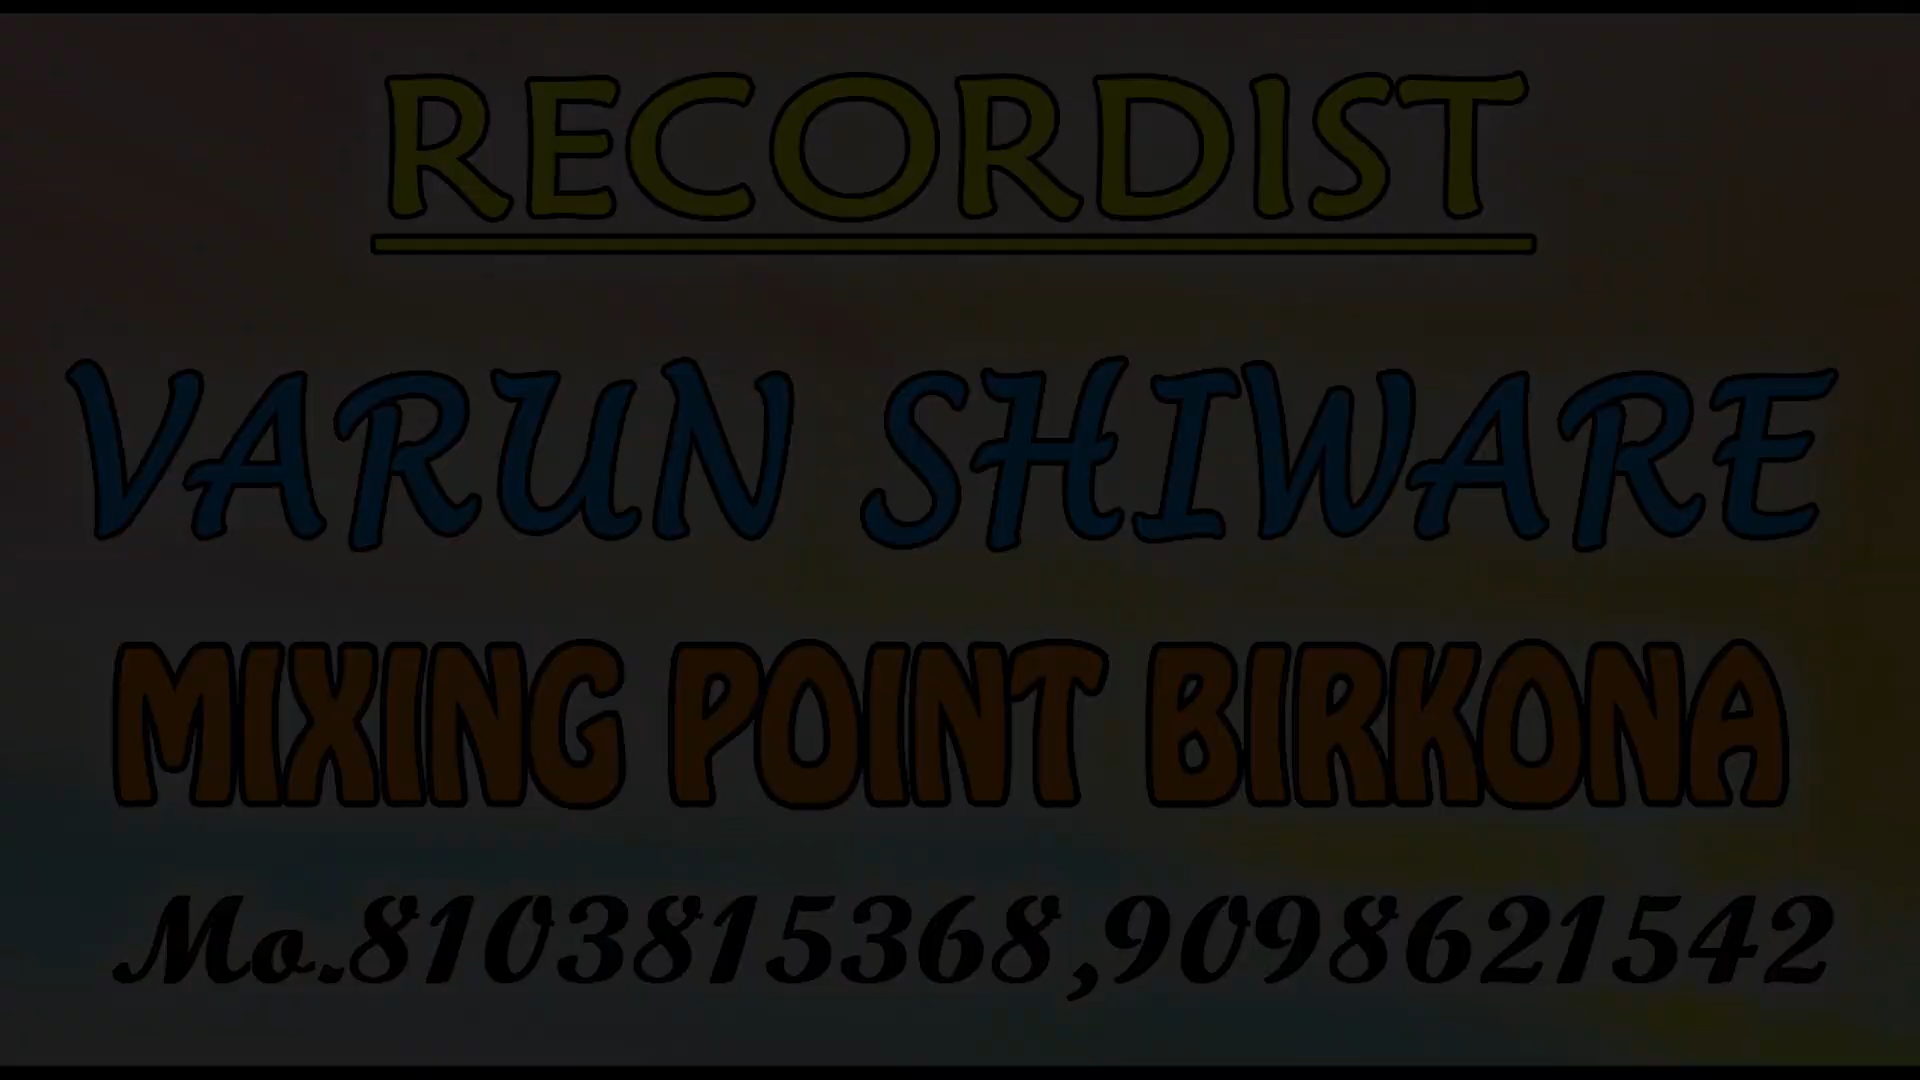 RECORDIST
VARUN SHIWARE
MIXING POINT BIRKONA
Mo.8103815368,9098621542